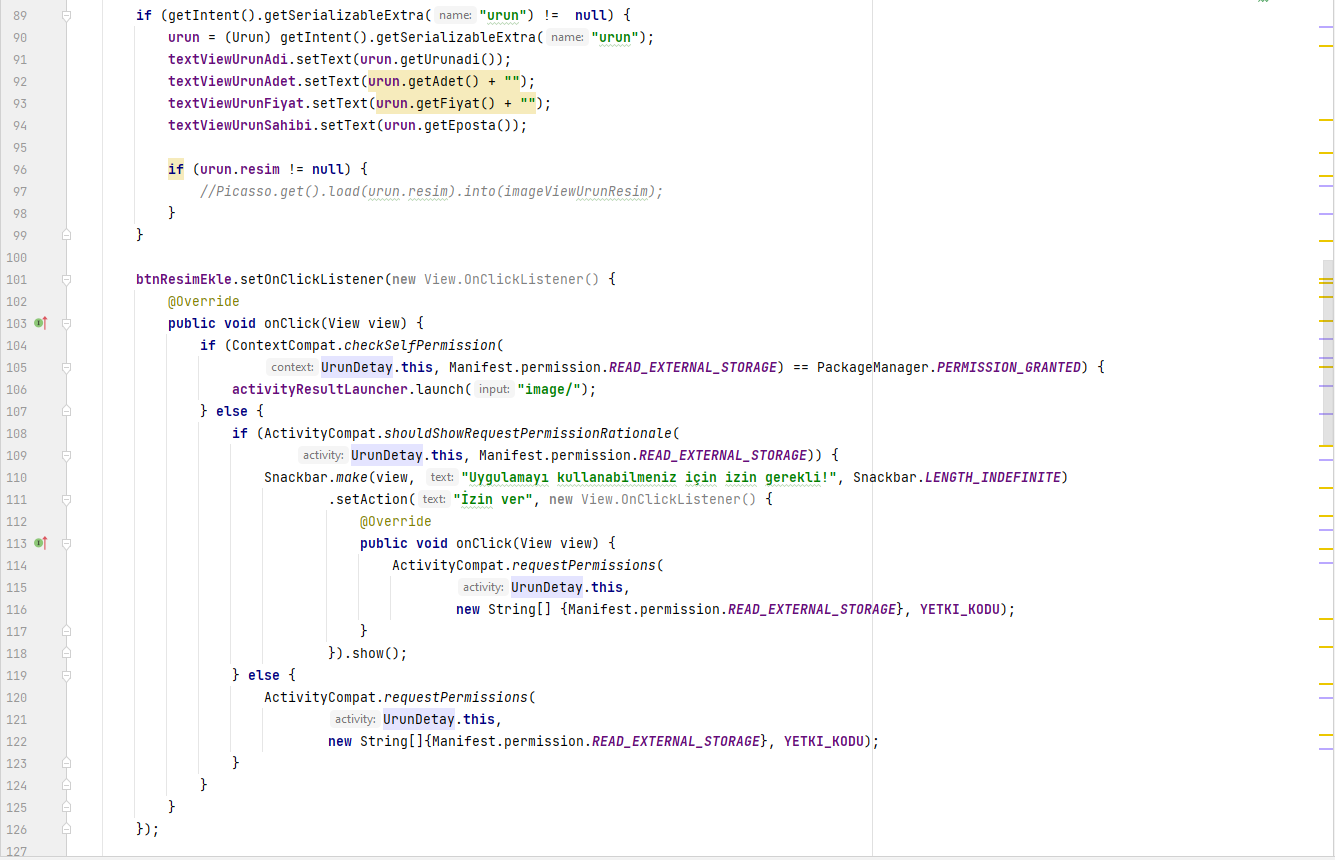 89 if (getIntent().getSerializableExtra( name: "urun") != null) {
90 urun = (Urun) getIntent().getSerializableExtra( name: "urun");
91 textViewUrunAdi.setText(urun.getUrunadi());
92 textViewUrunAdet.setText(urun.getAdet() + "");
93 textViewUrunFiyat.setText(urun.getFiyat() + "");
94 textViewUrunSahibi.setText(urun.getEposta());
95
96 if (urun.resim != null) {
97 //Picasso.get().load(urun.resim).into(imageViewUrunResim);
98 }
99 }
100
101 btnResimEkle.setOnClickListener(new View.OnClickListener() {
102 @Override
103 public void onClick(View view) {
104 if (ContextCompat.checkSelfPermission(
105 context: UrunDetay.this, Manifest.permission.READ_EXTERNAL_STORAGE) == PackageManager.PERMISSION_GRANTED) {
106 activityResultLauncher.launch( input: "image/");
107 } else {
108 if (ActivityCompat.shouldShowRequestPermissionRationale(
109 activity: UrunDetay.this, Manifest.permission.READ_EXTERNAL_STORAGE)) {
110 Snackbar.make(view, text: "Uygulamayı kullanabilmeniz için izin gerekli!", Snackbar.LENGTH_INDEFINITE)
111 .setAction( text: "İzin ver", new View.OnClickListener() {
112 @Override
113 public void onClick(View view) {
114 ActivityCompat.requestPermissions(
115 activity: UrunDetay.this,
116 new String[] {Manifest.permission.READ_EXTERNAL_STORAGE}, YETKI_KODU);
117 }
118 }).show();
119 } else {
120 ActivityCompat.requestPermissions(
121 activity: UrunDetay.this,
122 new String[]{Manifest.permission.READ_EXTERNAL_STORAGE}, YETKI_KODU);
123 }
124 }
125 }
126 });
127